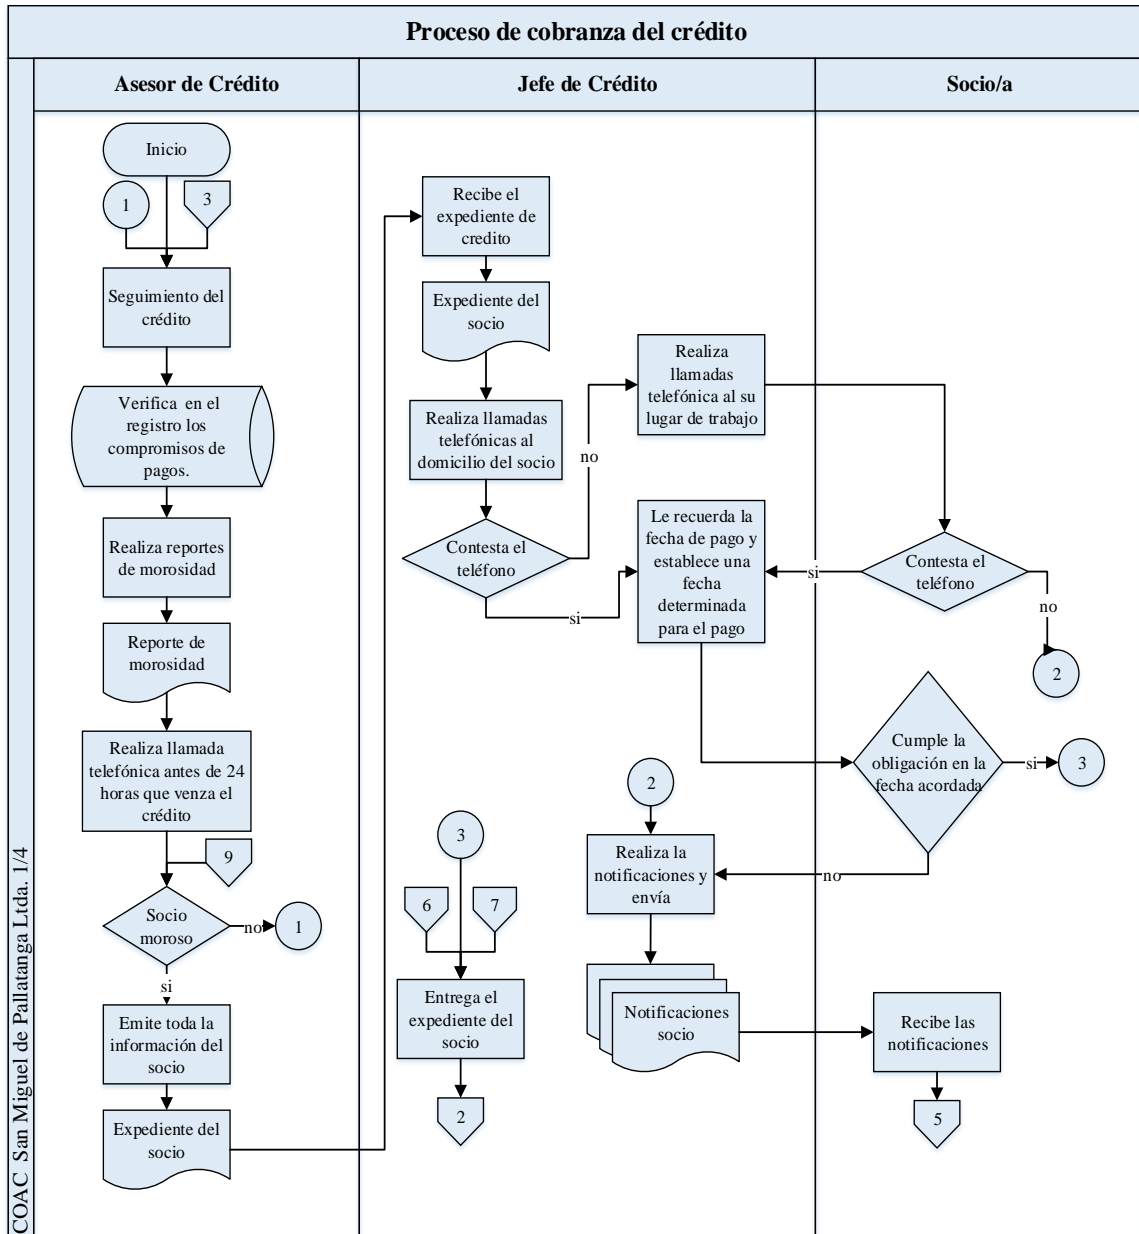 Proceso de cobranza del crédito
Asesor de Crédito
Jefe de Crédito
Socio/a
COAC San Miguel de Pallatanga Ltda. 1/4
Inicio
1
3
Seguimiento del
crédito
Verifica en el
registro los
compromisos de
pagos.
Realiza reportes
de morosidad
Reporte de
morosidad
Realiza llamada
telefónica antes de 24
horas que venza el
crédito
9
Socio
moroso
no
1
si
Emite toda la
información del
socio
Expediente del
socio
Recibe el
expediente de
credito
Expediente del
socio
Realiza llamadas
telefónicas al
domicilio del socio
Contesta el
teléfono
no
si
Realiza
llamadas
telefónica al su
lugar de trabajo
Le recuerda la
fecha de pago y
establece una
fecha
determinada
para el pago
si
Contesta el
teléfono
no
2
Cumple la
obligación en la
fecha acordada
si
3
no
2
Realiza la
notificaciones y
envía
Notificaciones
socio
3
6
7
Entrega el
expediente del
socio
2
Recibe las
notificaciones
5